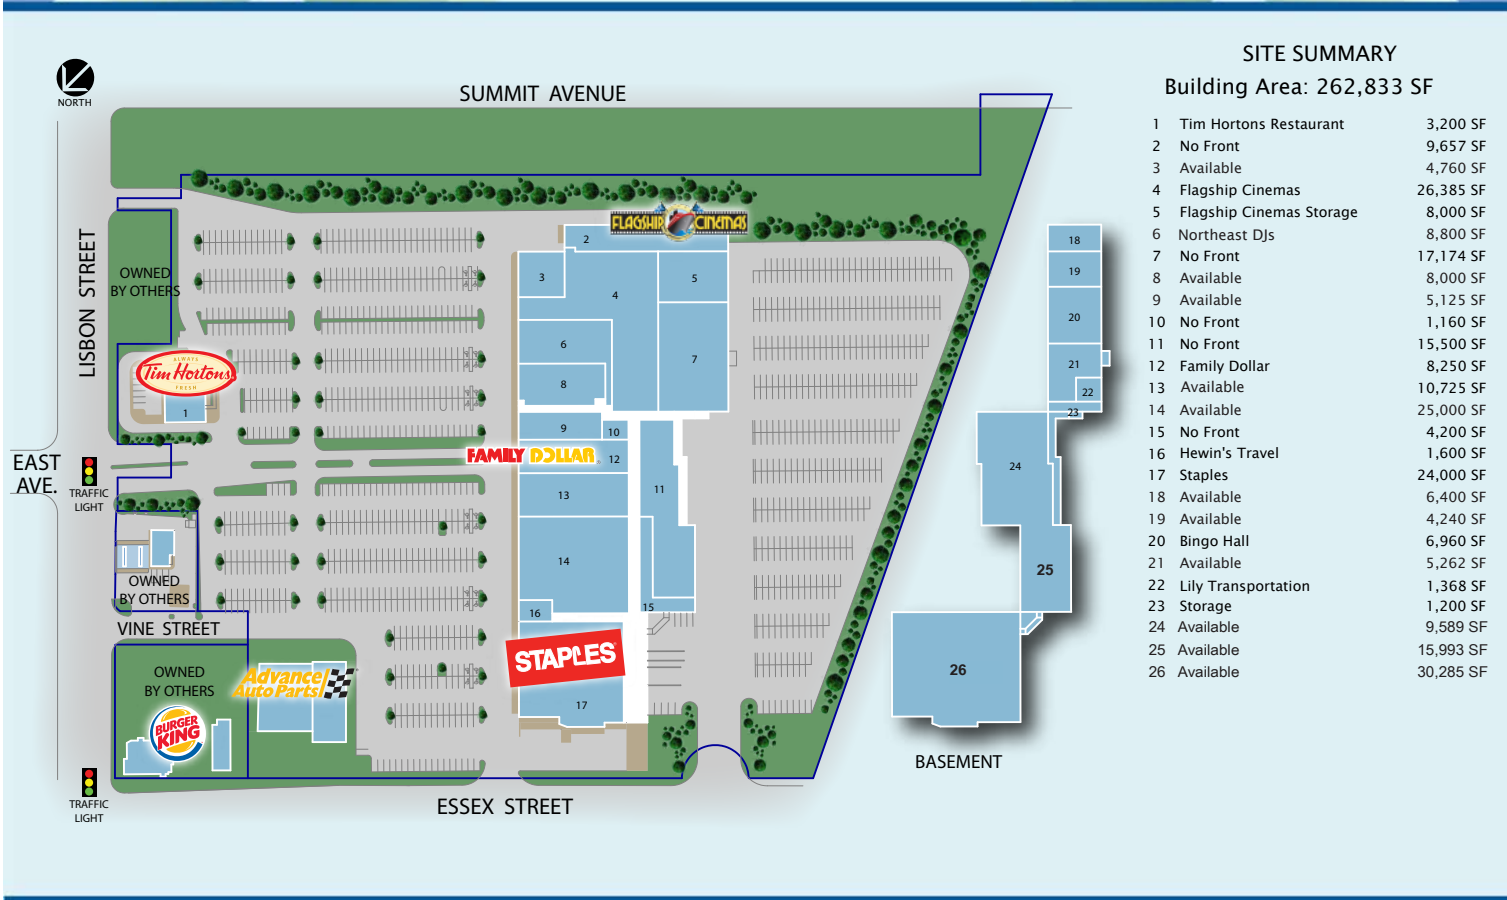 SITE SUMMARY
Building Area: 262,833 SF
1 Tim Hortons Restaurant 3,200 SF
2 No Front 9,657 SF
3 Available 4,760 SF
4 Flagship Cinemas 26,385 SF
5 Flagship Cinemas Storage 8,000 SF
6 Northeast DJs 8,800 SF
7 No Front 17,174 SF
8 Available 8,000 SF
9 Available 5,125 SF
10 No Front 1,160 SF
11 No Front 15,500 SF
12 Family Dollar 8,250 SF
13 Available 10,725 SF
14 Available 25,000 SF
15 No Front 4,200 SF
16 Hewin's Travel 1,600 SF
17 Staples 24,000 SF
18 Available 6,400 SF
19 Available 4,240 SF
20 Bingo Hall 6,960 SF
21 Available 5,262 SF
22 Lily Transportation 1,368 SF
23 Storage 1,200 SF
24 Available 9,589 SF
25 Available 15,993 SF
26 Available 30,285 SF
NORTH
SUMMIT AVENUE
LISBON STREET
OWNED
BY OTHERS
ALWAYS
Tim Hortons
FRESH
1
EAST
AVE.
TRAFFIC
LIGHT
OWNED
BY OTHERS
VINE STREET
OWNED
BY OTHERS
Advance
Auto Parts
BURGER
KING
TRAFFIC
LIGHT
ESSEX STREET
FLAGSHIP CINEMAS
2
3
4
5
6
7
8
9
10
FAMILY DOLLAR
12
11
13
14
15
16
STAPLES
17
18
19
20
21
22
23
24
25
26
BASEMENT